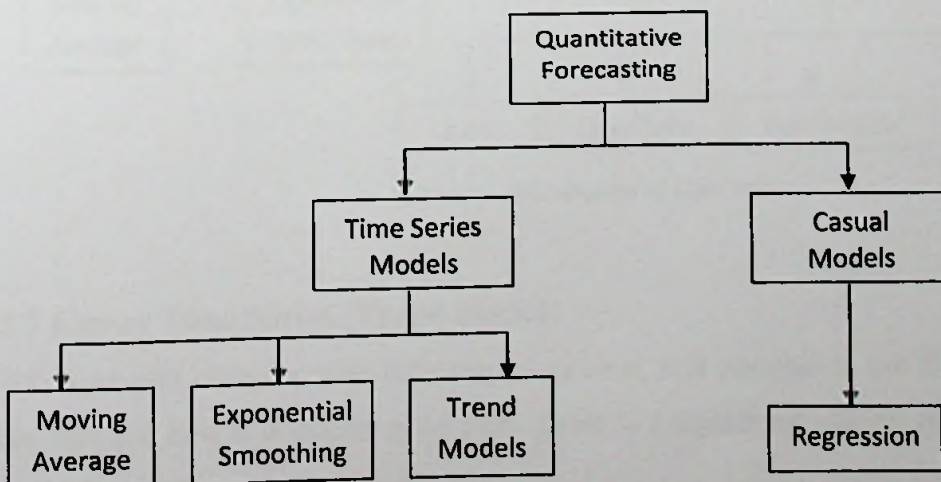 Quantitative
Forecasting
Time Series
Models
Casual
Models
Moving
Average
Exponential
Smoothing
Trend
Models
Regression